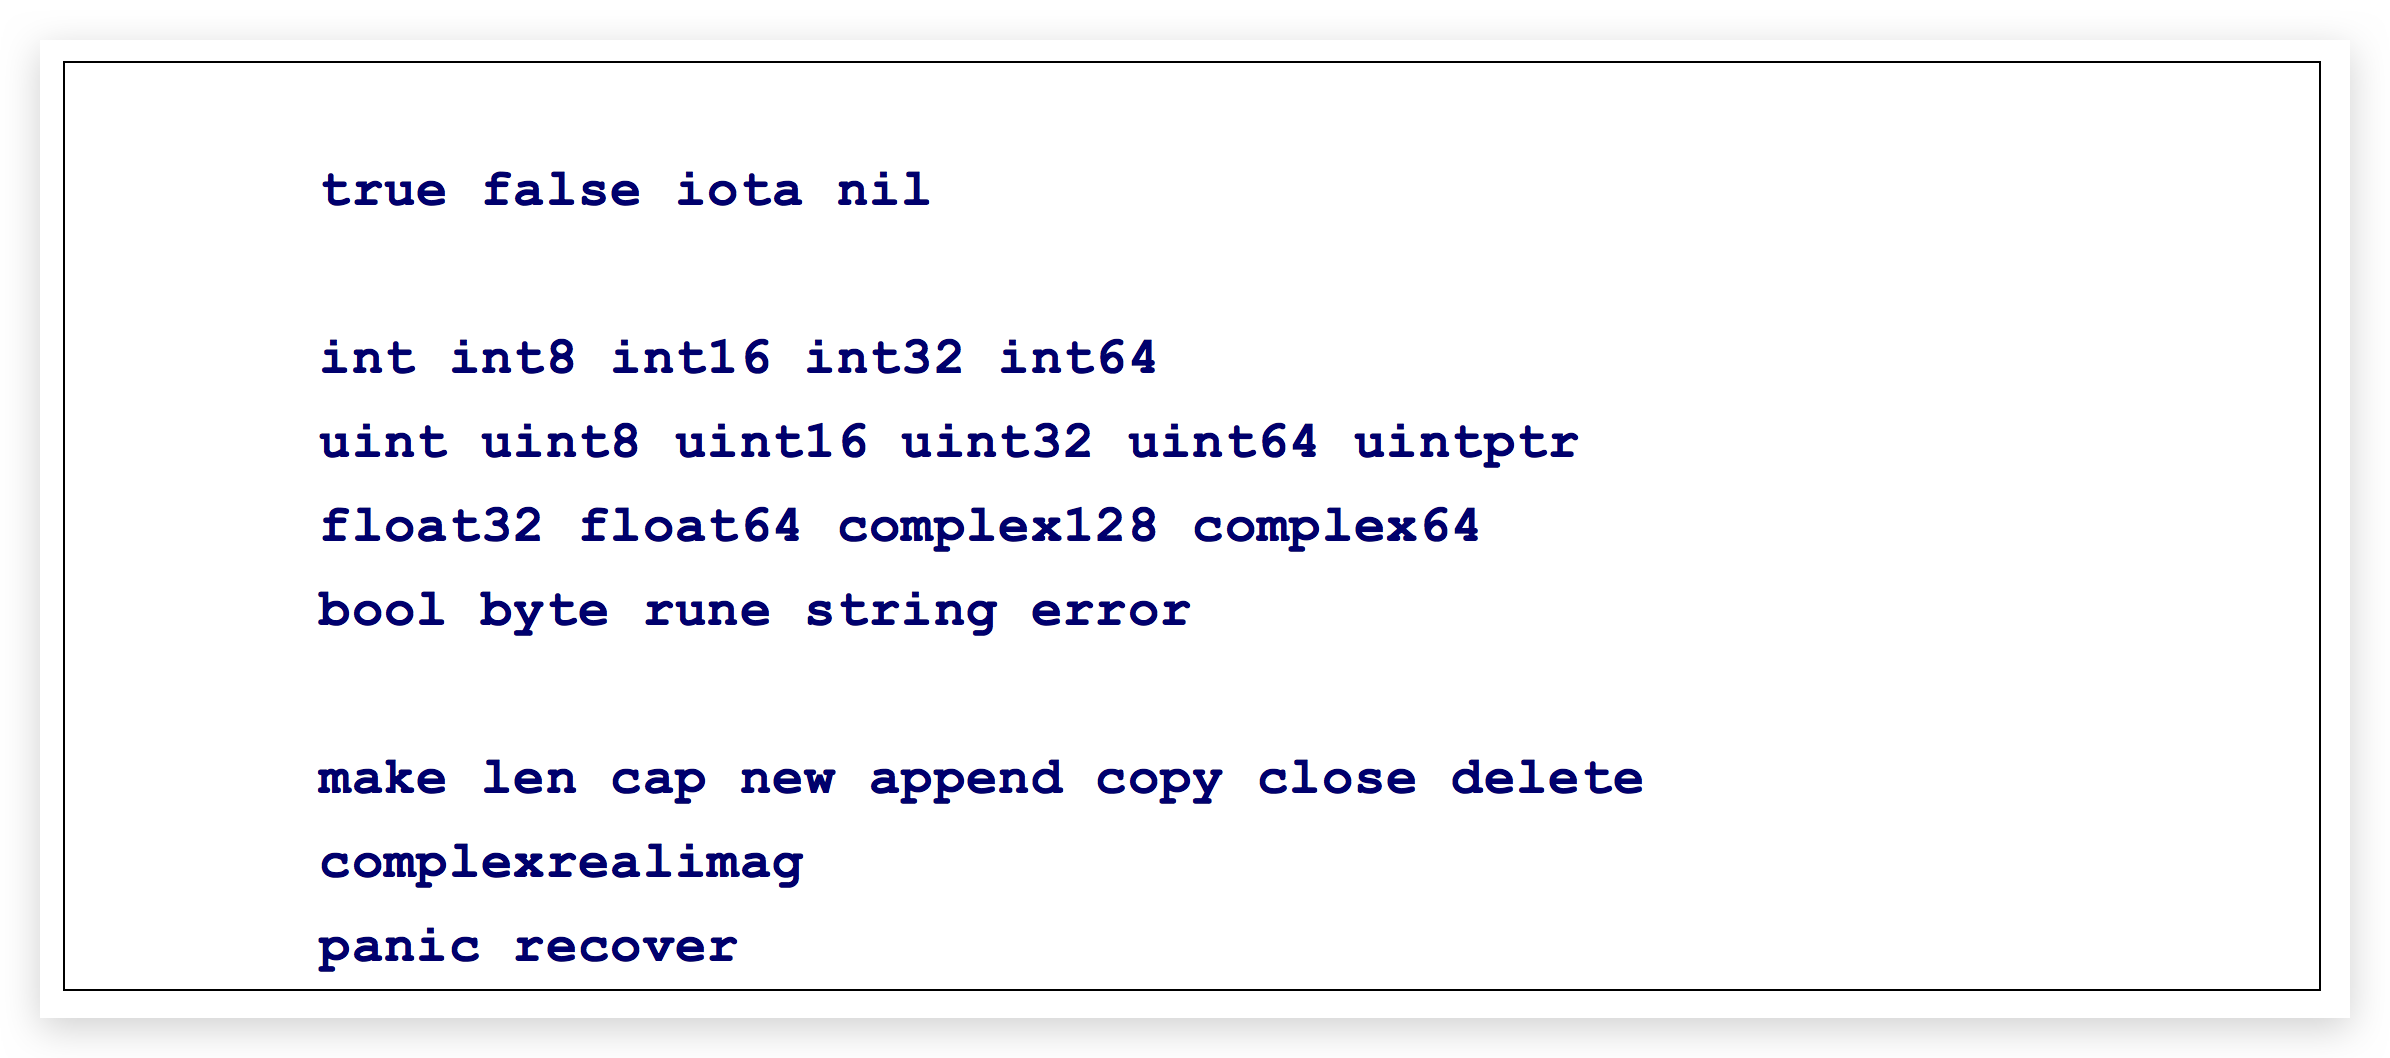 true false iota nil
int int8 int16 int32 int64
uint uint8 uint16 uint32 uint64 uintptr
float32 float64 complex128 complex64
bool byte rune string error
make len cap new append copy close delete
complexrealimag
panic recover